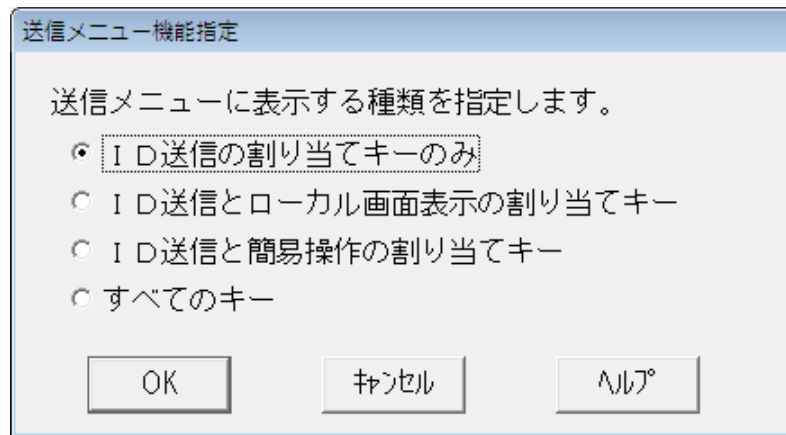 送信メニュー機能指定
送信メニューに表示する種類を指定します。
ＩＤ送信の割り当てキーのみ
ＩＤ送信とローカル画面表示の割り当てキー
ＩＤ送信と簡易操作の割り当てキー
すべてのキー
OK ｷｬﾝｾﾙ ﾍﾙﾌﾟ